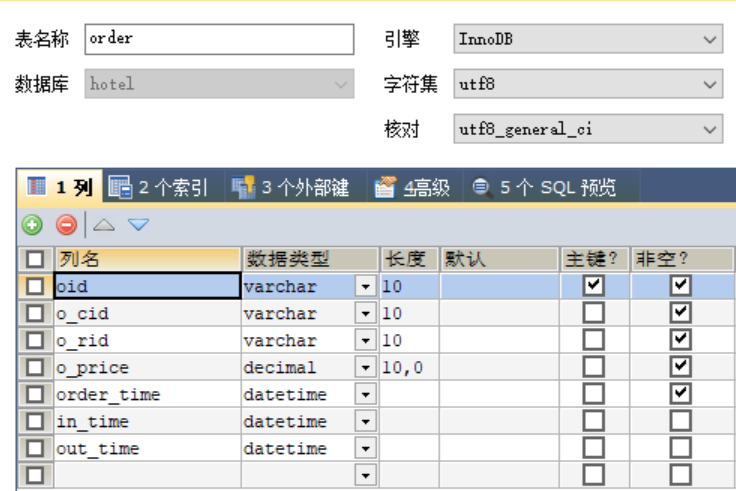 表名称 order 引擎 InnoDB
数据库 hotel 字符集 utf8
核对 utf8_general_ci
1 列 2 个索引 3 个外部键 4高级 5 个 SQL 预览
列名 数据类型 长度 默认 主键? 非空?
oid varchar 10
o_cid varchar 10
o_rid varchar 10
o_price decimal 10,0
order_time datetime
in_time datetime
out_time datetime